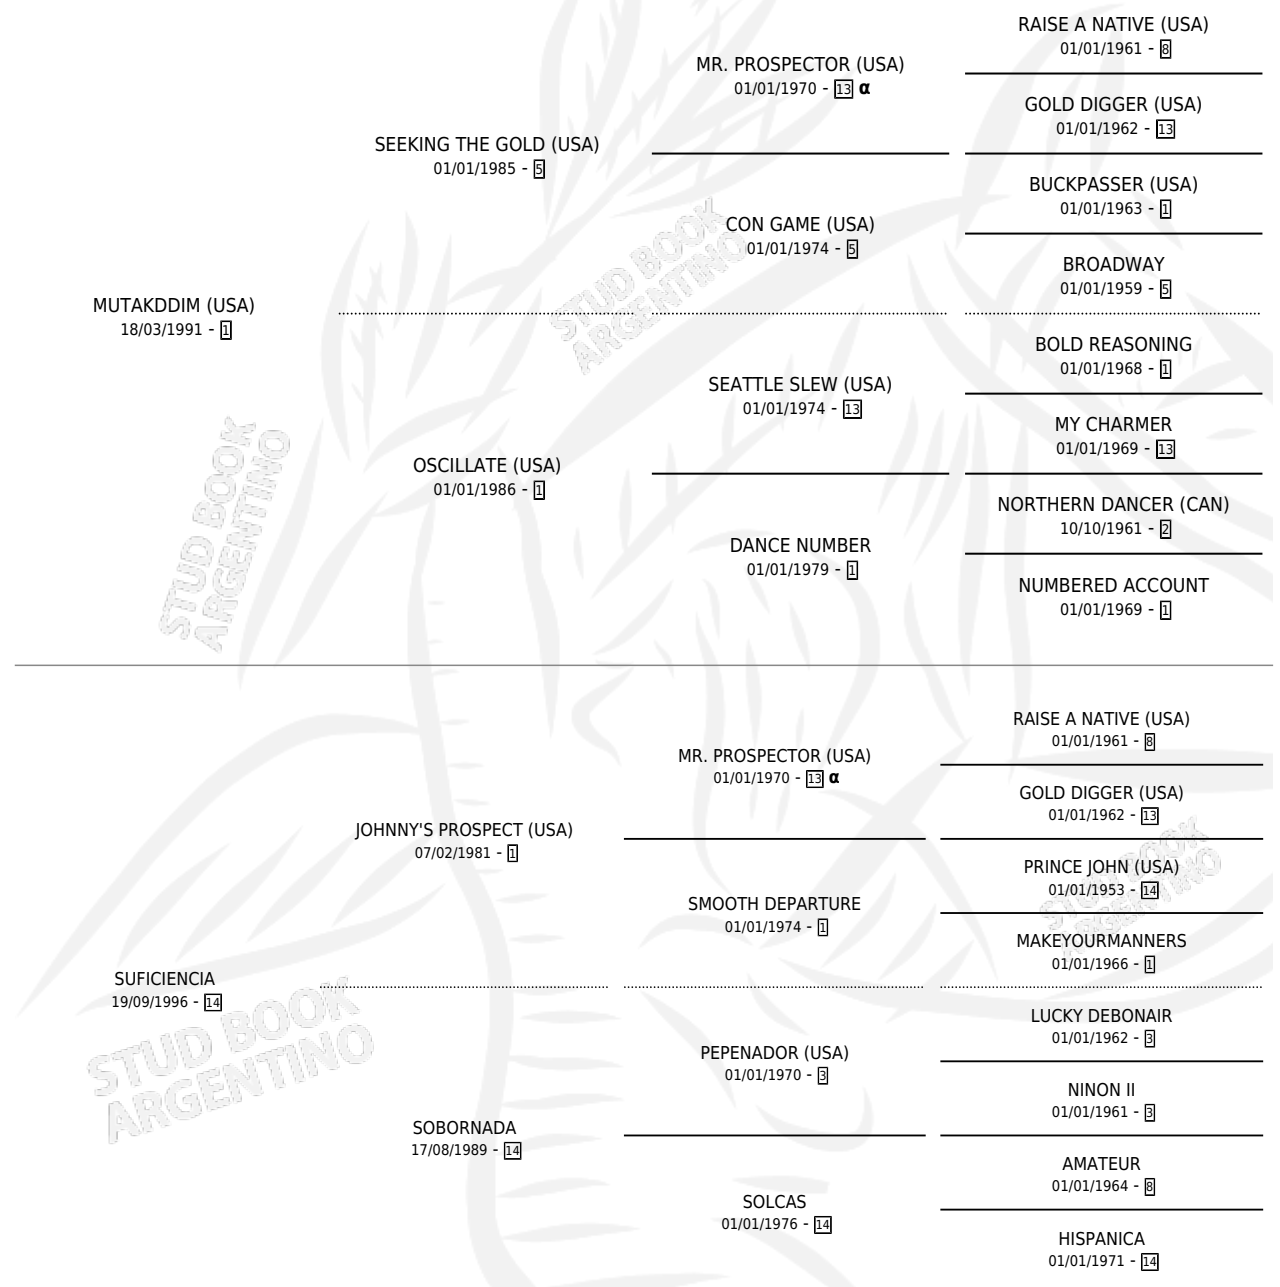 RAISE A NATIVE (USA)
01/01/1961 - 8
MR. PROSPECTOR (USA)
01/01/1970 - 13 α
GOLD DIGGER (USA)
01/01/1962 - 13
SEEKING THE GOLD (USA)
01/01/1985 - 5
BUCKPASSER (USA)
01/01/1963 - 1
CON GAME (USA)
01/01/1974 - 5
BROADWAY
01/01/1959 - 5
MUTAKDDIM (USA)
18/03/1991 - 1
BOLD REASONING
01/01/1968 - 1
SEATTLE SLEW (USA)
01/01/1974 - 13
MY CHARMER
01/01/1969 - 13
OSCILLATE (USA)
01/01/1986 - 1
NORTHERN DANCER (CAN)
10/10/1961 - 2
DANCE NUMBER
01/01/1979 - 1
NUMBERED ACCOUNT
01/01/1969 - 1
RAISE A NATIVE (USA)
01/01/1961 - 8
MR. PROSPECTOR (USA)
01/01/1970 - 13 α
GOLD DIGGER (USA)
01/01/1962 - 13
JOHNNY'S PROSPECT (USA)
07/02/1981 - 1
PRINCE JOHN (USA)
01/01/1953 - 14
SMOOTH DEPARTURE
01/01/1974 - 1
MAKEYOURMANNERS
01/01/1966 - 1
SUFICIENCIA
19/09/1996 - 14
LUCKY DEBONAIR
01/01/1962 - 3
PEPENADOR (USA)
01/01/1970 - 3
NINON II
01/01/1961 - 3
SOBORNADA
17/08/1989 - 14
AMATEUR
01/01/1964 - 8
SOLCAS
01/01/1976 - 14
HISPANICA
01/01/1971 - 14
STUD BOOK
ARGENTINO
STUD BOOK
ARGENTINO
STUD BOOK
ARGENTINO
STUD BOOK
ARGENTINO